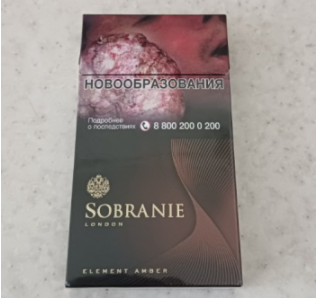 НОВООБРАЗОВАНИЯ
Подробнее
о последствиях
8 800 200 0 200
SOBRANIE
LONDON
ELEMENT AMBER